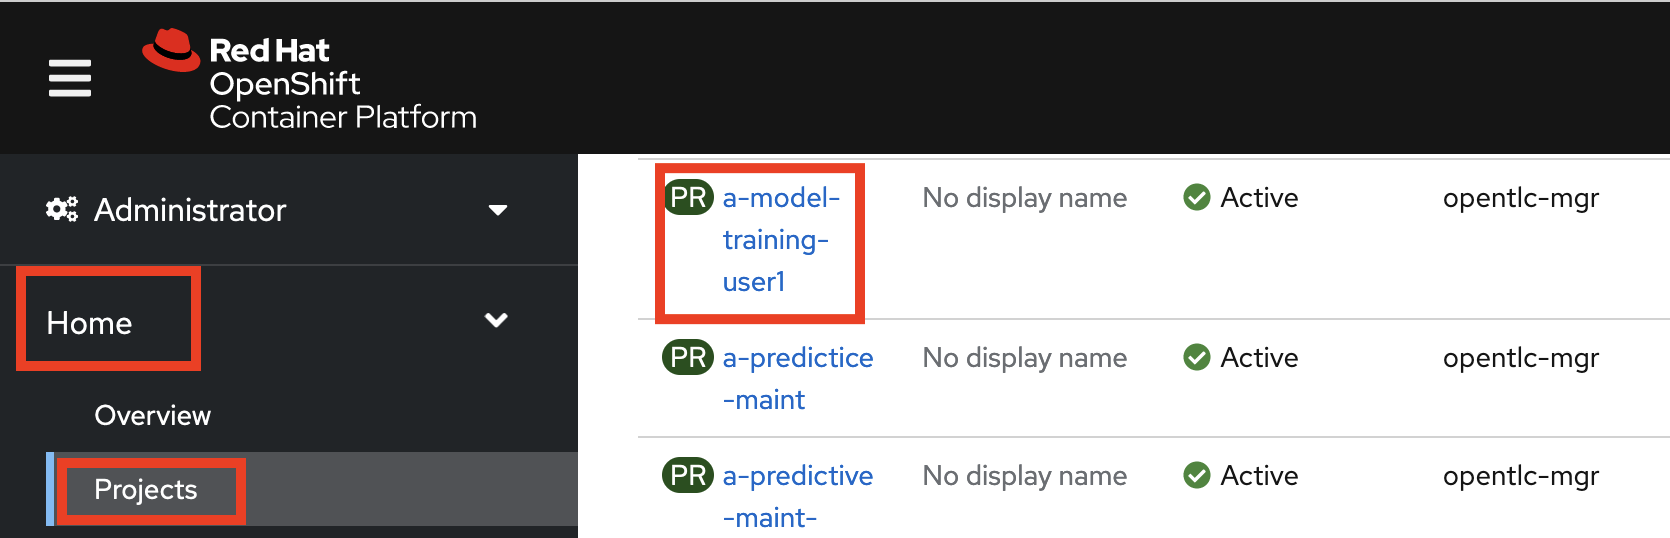 Red Hat
OpenShift
Container Platform
Administrator
Home
Overview
Projects
PR a-model- No display name Active opentlc-mgr
training-
user1
PR a-predictice No display name Active opentlc-mgr
-maint
PR a-predictive No display name Active opentlc-mgr
-maint-